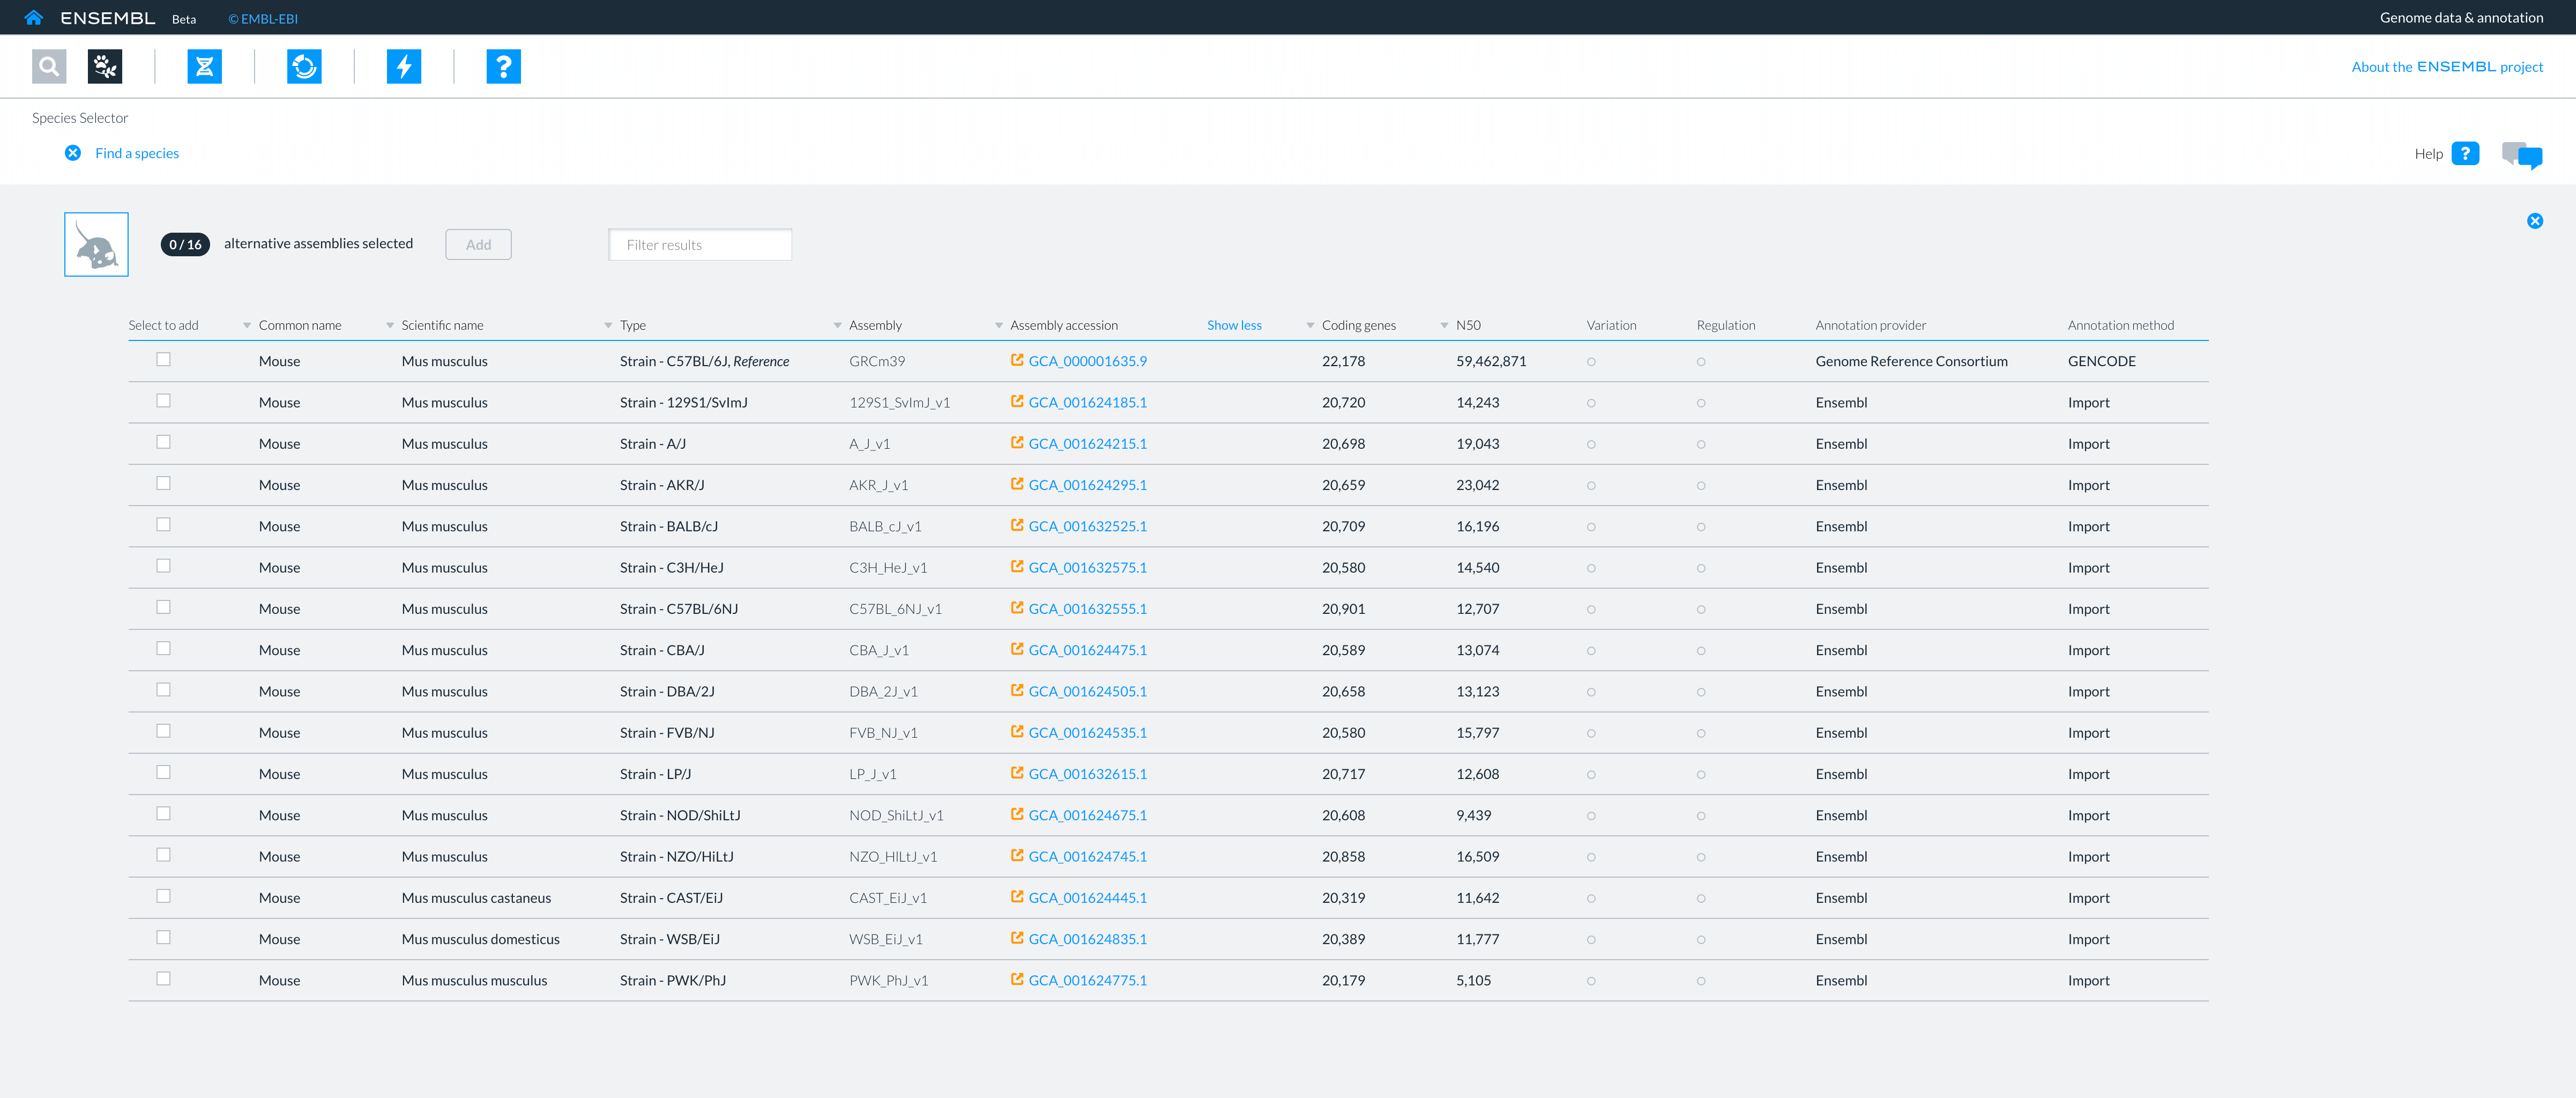 ENSEMBL Beta © EMBL-EBI Genome data & annotation
About the ENSEMBL project
Species Selector
Find a species Help ?
0 / 16 alternative assemblies selected Add Filter results
Select to add Common name Scientific name Type Assembly Assembly accession Show less Coding genes N50 Variation Regulation Annotation provider Annotation method
Mouse Mus musculus Strain - C57BL/6J, Reference GRCm39 GCA_000001635.9 22,178 59,462,871 Genome Reference Consortium GENCODE
Mouse Mus musculus Strain - 129S1/SvImJ 129S1_SvImJ_v1 GCA_001624185.1 20,720 14,243 Ensembl Import
Mouse Mus musculus Strain - A/J A_J_v1 GCA_001624215.1 20,698 19,043 Ensembl Import
Mouse Mus musculus Strain - AKR/J AKR_J_v1 GCA_001624295.1 20,659 23,042 Ensembl Import
Mouse Mus musculus Strain - BALB/cJ BALB_cJ_v1 GCA_001632525.1 20,709 16,196 Ensembl Import
Mouse Mus musculus Strain - C3H/HeJ C3H_HeJ_v1 GCA_001632575.1 20,580 14,540 Ensembl Import
Mouse Mus musculus Strain - C57BL/6NJ C57BL_6NJ_v1 GCA_001632555.1 20,901 12,707 Ensembl Import
Mouse Mus musculus Strain - CBA/J CBA_J_v1 GCA_001624475.1 20,589 13,074 Ensembl Import
Mouse Mus musculus Strain - DBA/2J DBA_2J_v1 GCA_001624505.1 20,658 13,123 Ensembl Import
Mouse Mus musculus Strain - FVB/NJ FVB_NJ_v1 GCA_001624535.1 20,580 15,797 Ensembl Import
Mouse Mus musculus Strain - LP/J LP_J_v1 GCA_001632615.1 20,717 12,608 Ensembl Import
Mouse Mus musculus Strain - NOD/ShiLtJ NOD_ShiLtJ_v1 GCA_001624675.1 20,608 9,439 Ensembl Import
Mouse Mus musculus Strain - NZO/HiLtJ NZO_HlLtJ_v1 GCA_001624745.1 20,858 16,509 Ensembl Import
Mouse Mus musculus castaneus Strain - CAST/EiJ CAST_EiJ_v1 GCA_001624445.1 20,319 11,642 Ensembl Import
Mouse Mus musculus domesticus Strain - WSB/EiJ WSB_EiJ_v1 GCA_001624835.1 20,389 11,777 Ensembl Import
Mouse Mus musculus musculus Strain - PWK/PhJ PWK_PhJ_v1 GCA_001624775.1 20,179 5,105 Ensembl Import